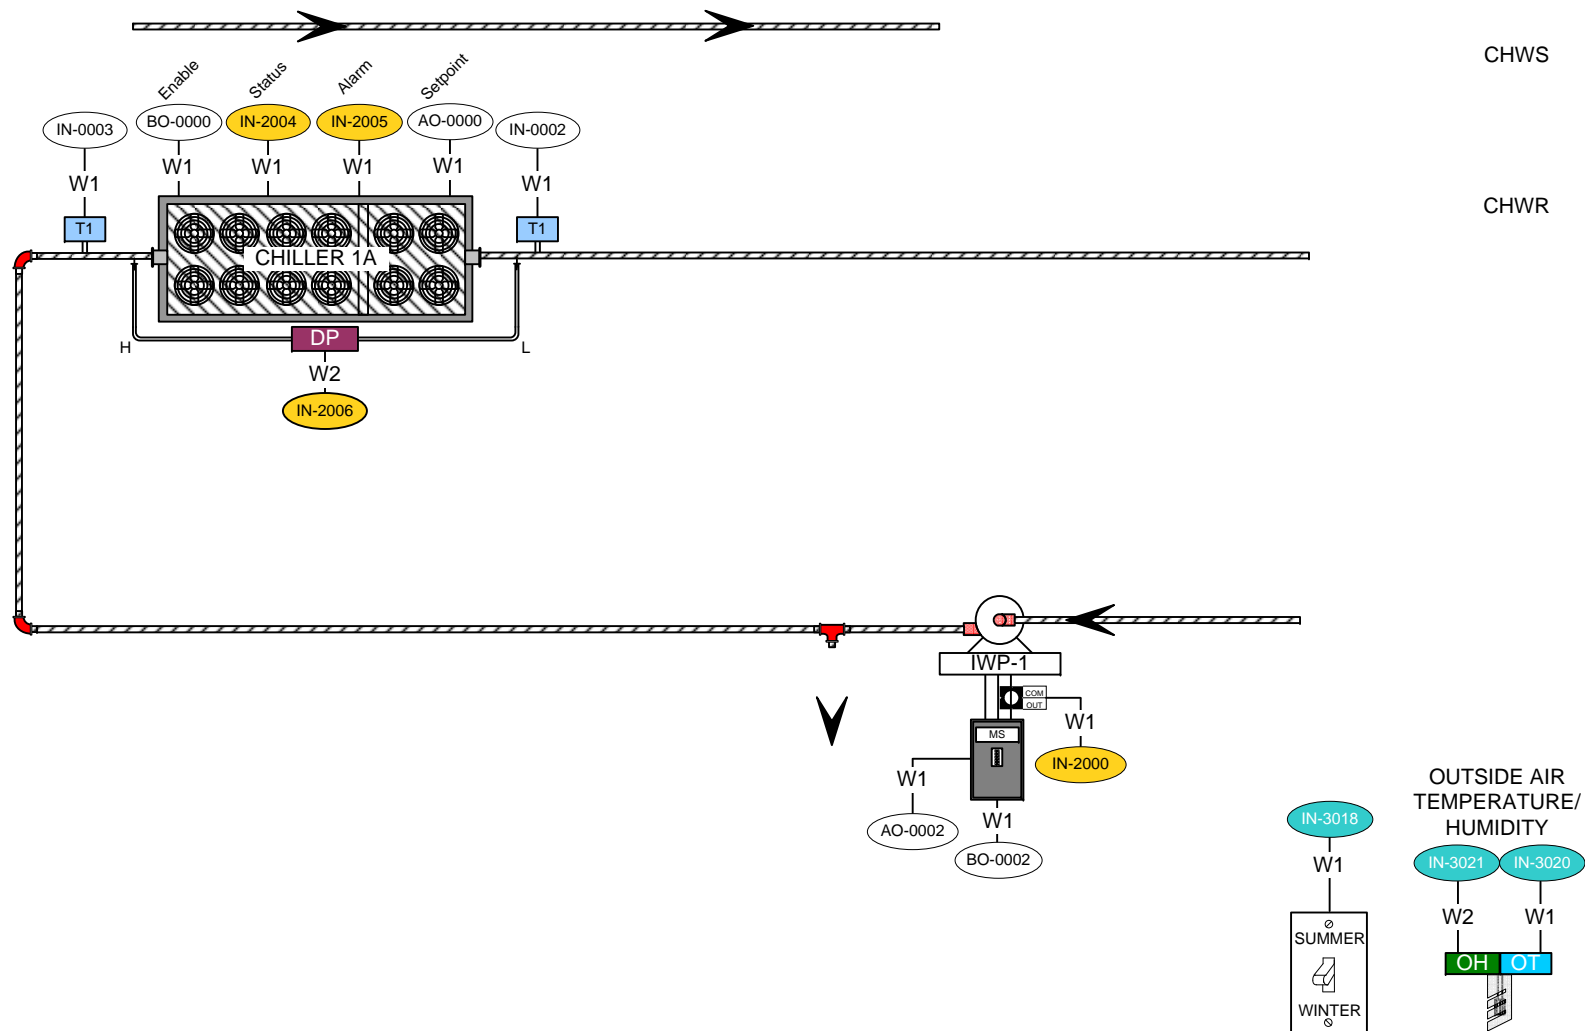 CHWS
Enable
Status
Alarm
Setpoint
IN-0003
BO-0000
IN-2004
IN-2005
AO-0000
IN-0002
W1
W1
W1
W1
W1
W1
CHWR
T1
T1
CHILLER 1A
DP
H
L
W2
IN-2006
IWP-1
COM
OUT
W1
MS
IN-2000
W1
AO-0002
W1
BO-0002
OUTSIDE AIR
TEMPERATURE/
HUMIDITY
IN-3018
W1
IN-3021
IN-3020
W2
W1
SUMMER
WINTER
OH
OT